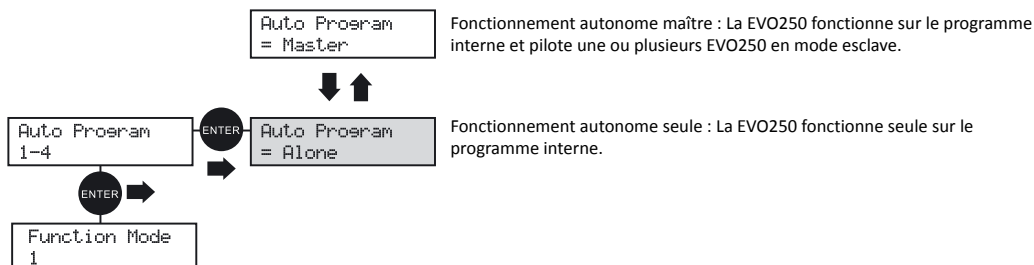 Auto Program
= Master
Fonctionnement autonome maître : La EVO250 fonctionne sur le programme
interne et pilote une ou plusieurs EVO250 en mode esclave.
Auto Program
1-4
ENTER
Auto Program
= Alone
Fonctionnement autonome seule : La EVO250 fonctionne seule sur le
programme interne.
ENTER
Function Mode
1